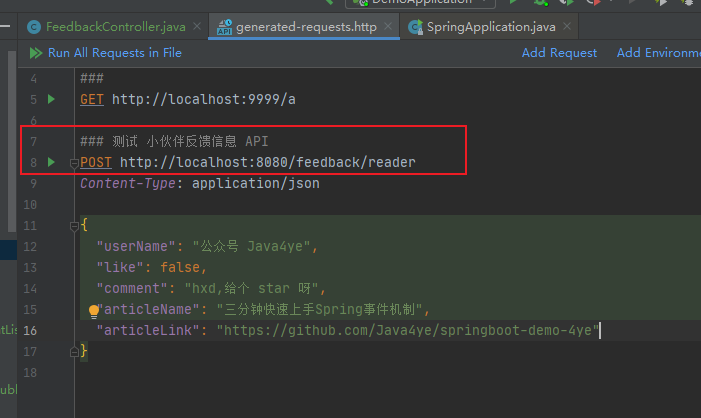 DemoApplication
FeedbackController.java
generated-requests.http
SpringApplication.java
API
Run All Requests in File
Add Request
Add Environm
4 ###
5 GET http://localhost:9999/a
6
7 ### 测试 小伙伴反馈信息 API
8 POST http://localhost:8080/feedback/reader
9 Content-Type: application/json
10
11 {
12 "userName": "公众号 Java4ye",
13 "like": false,
14 "comment": "hxd,给个 star 呀",
15 "articleName": "三分钟快速上手Spring事件机制",
16 "articleLink": "https://github.com/Java4ye/springboot-demo-4ye"
17 }
18
tLis
ubl